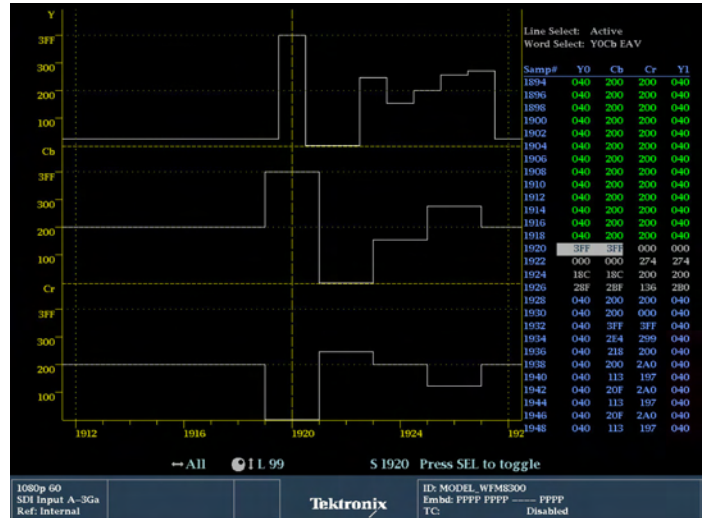 Y
3FF
300
200
100
Cb
3FF
300
200
100
Cr
3FF
300
200
100
1912 1916 1920 1924 192
Line Select: Active
Word Select: Y0Cb EAV
Samp# Y0 Cb Cr Y1
1894 040 200 200 040
1896 040 200 200 040
1898 040 200 200 040
1900 040 200 200 040
1902 040 200 200 040
1904 040 200 200 040
1906 040 200 200 040
1908 040 200 200 040
1910 040 200 200 040
1912 040 200 200 040
1914 040 200 200 040
1916 040 200 200 040
1918 040 200 200 040
1920 3FF 3FF 000 000
1922 000 000 274 274
1924 18C 18C 200 200
1926 28F 2BF 136 2B0
1928 040 200 200 040
1930 040 200 000 040
1932 040 3FF 3FF 040
1934 040 2E4 299 040
1936 040 218 200 040
1938 040 200 2A0 040
1940 040 113 197 040
1942 040 20F 2A0 040
1944 040 113 197 040
1946 040 20F 2A0 040
1948 040 113 197 040
↔All ↕L 99 S 1920 Press SEL to toggle
1080p 60
SDI Input A-3Ga
Ref: Internal
Tektronix
ID: MODEL_WFM8300
Embd: PPPP PPPP ---- PPPP
TC: Disabled